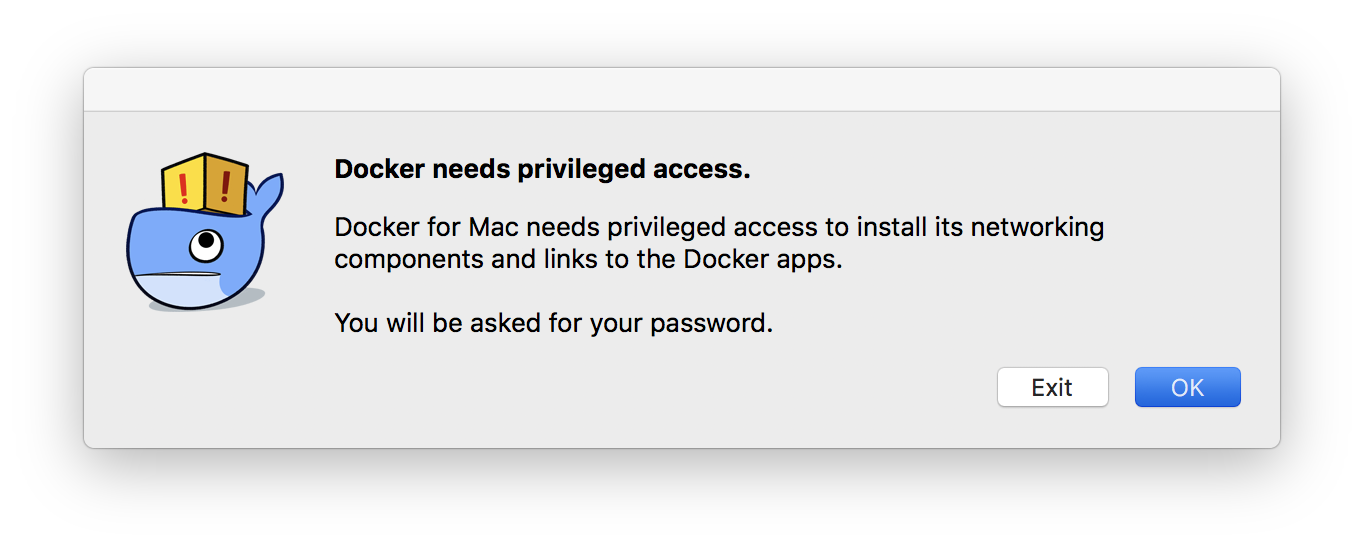 ! !
Docker needs privileged access.
Docker for Mac needs privileged access to install its networking
components and links to the Docker apps.
You will be asked for your password.
Exit OK